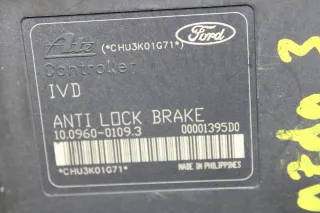 Ate *CHU3K01G71* Ford
Controller
IVD
ANTI LOCK BRAKE
10.0960-0109.3 00001395D0
*CHU3K01G71* MADE IN PHILIPPINES